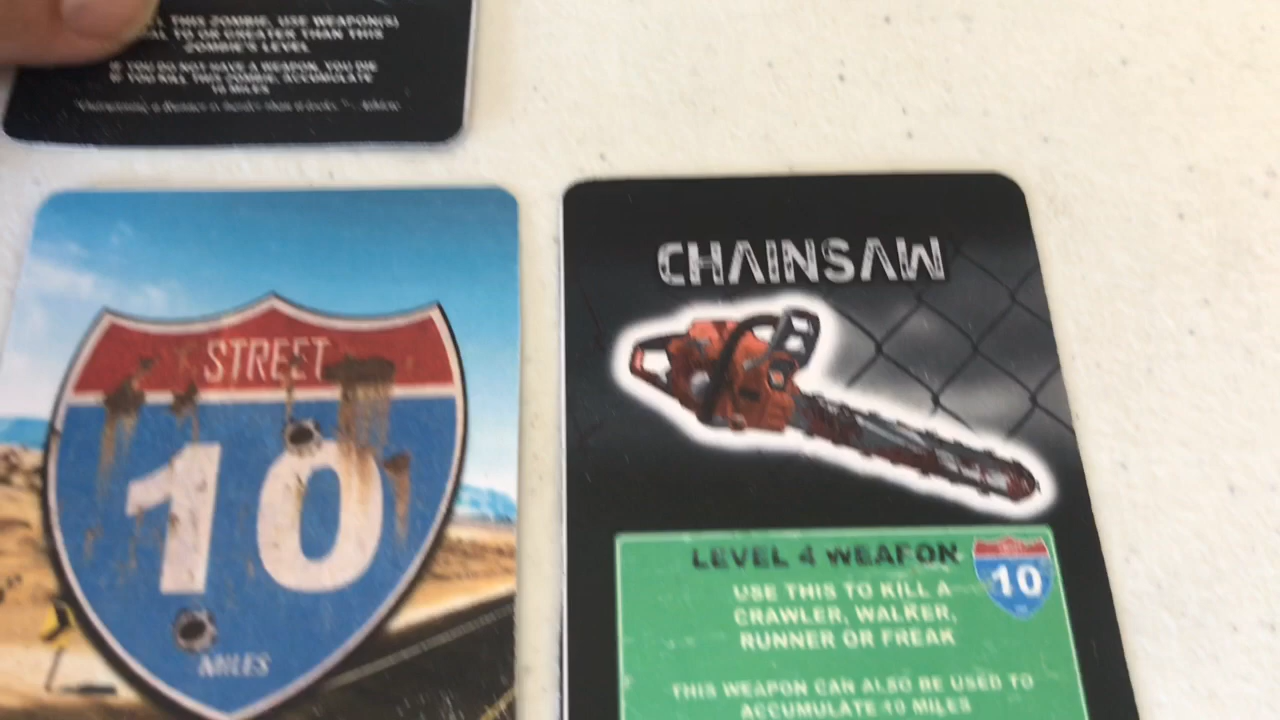 THIS ZOMBIE, USE WEAPON(S)
TO OR GREATER THAN THIS
ZOMBIE'S LEVEL
IF YOU DO NOT HAVE A WEAPON, YOU DIE
IF YOU KILL THIS ZOMBIE, ACCUMULATE
10 MILES
STREET
10
MILES
CHAINSAW
LEVEL 4 WEAPON
10
USE THIS TO KILL A
CRAWLER, WALKER,
RUNNER OR FREAK
THIS WEAPON CAN ALSO BE USED TO
ACCUMULATE 10 MILES